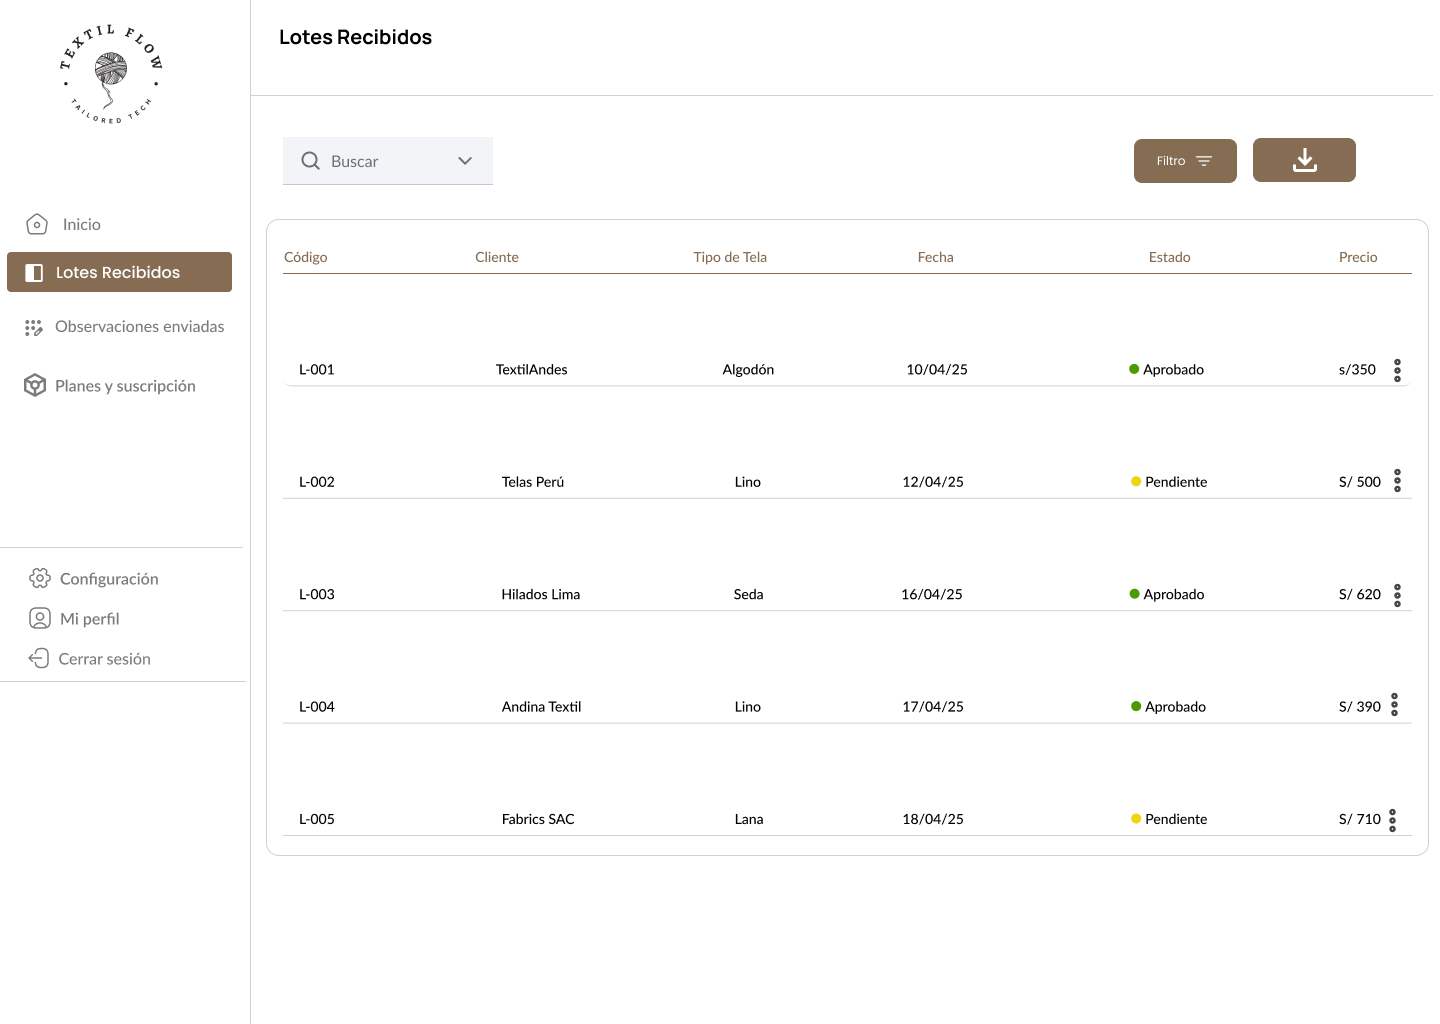 TEXTIL FLOW
TAILORED TECH
Lotes Recibidos
Buscar
Filtro
Inicio
Lotes Recibidos
Observaciones enviadas
Planes y suscripción
Configuración
Mi perfil
Cerrar sesión
Código Cliente Tipo de Tela Fecha Estado Precio
L-001 TextilAndes Algodón 10/04/25 Aprobado s/350
L-002 Telas Perú Lino 12/04/25 Pendiente S/ 500
L-003 Hilados Lima Seda 16/04/25 Aprobado S/ 620
L-004 Andina Textil Lino 17/04/25 Aprobado S/ 390
L-005 Fabrics SAC Lana 18/04/25 Pendiente S/ 710